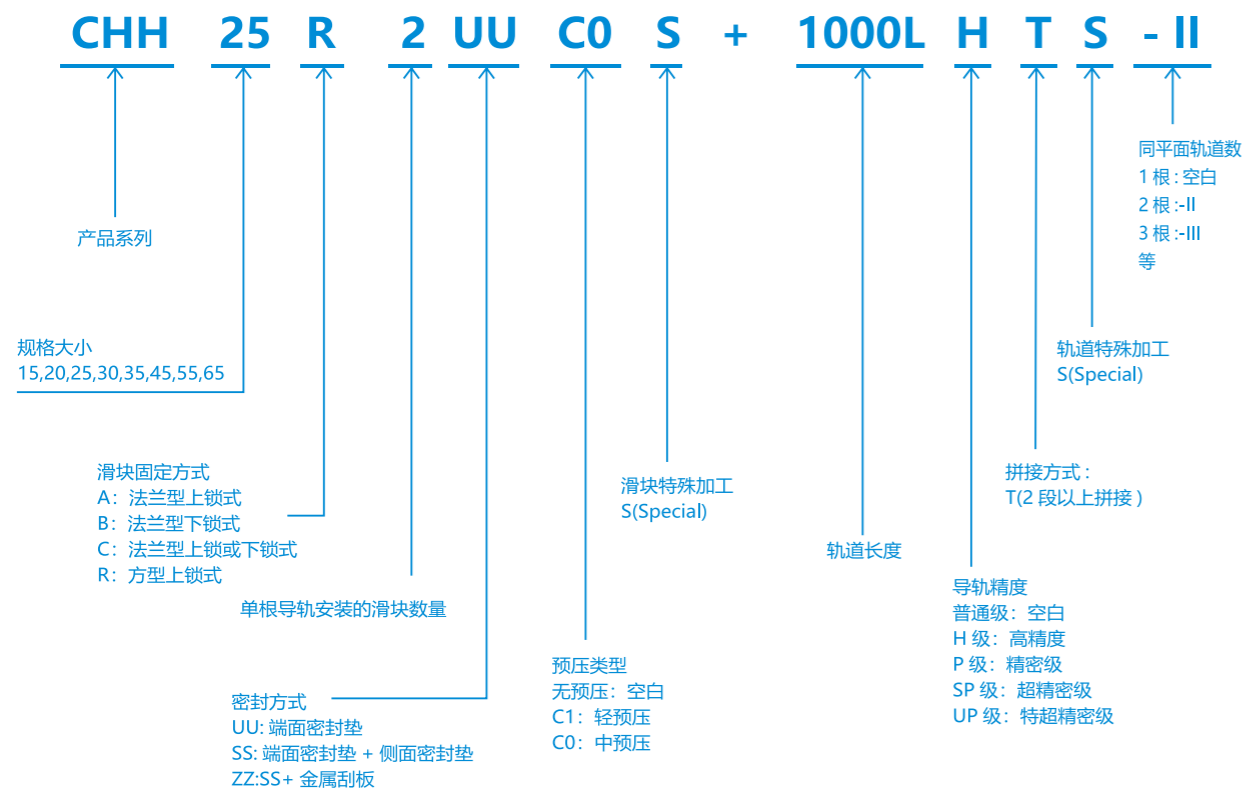 CHH 25 R 2 UU C0 S + 1000L H T S - II
同平面轨道数
1 根 : 空白
2 根 :-II
3 根 :-III
等
产品系列
规格大小
15,20,25,30,35,45,55,65
轨道特殊加工
S(Special)
滑块固定方式
A：法兰型上锁式
B：法兰型下锁式
C：法兰型上锁或下锁式
R：方型上锁式
滑块特殊加工
S(Special)
拼接方式 :
T(2 段以上拼接 )
轨道长度
单根导轨安装的滑块数量
导轨精度
普通级：空白
H 级：高精度
P 级：精密级
SP 级：超精密级
UP 级：特超精密级
预压类型
无预压：空白
C1：轻预压
C0：中预压
密封方式
UU: 端面密封垫
SS: 端面密封垫 + 侧面密封垫
ZZ:SS+ 金属刮板